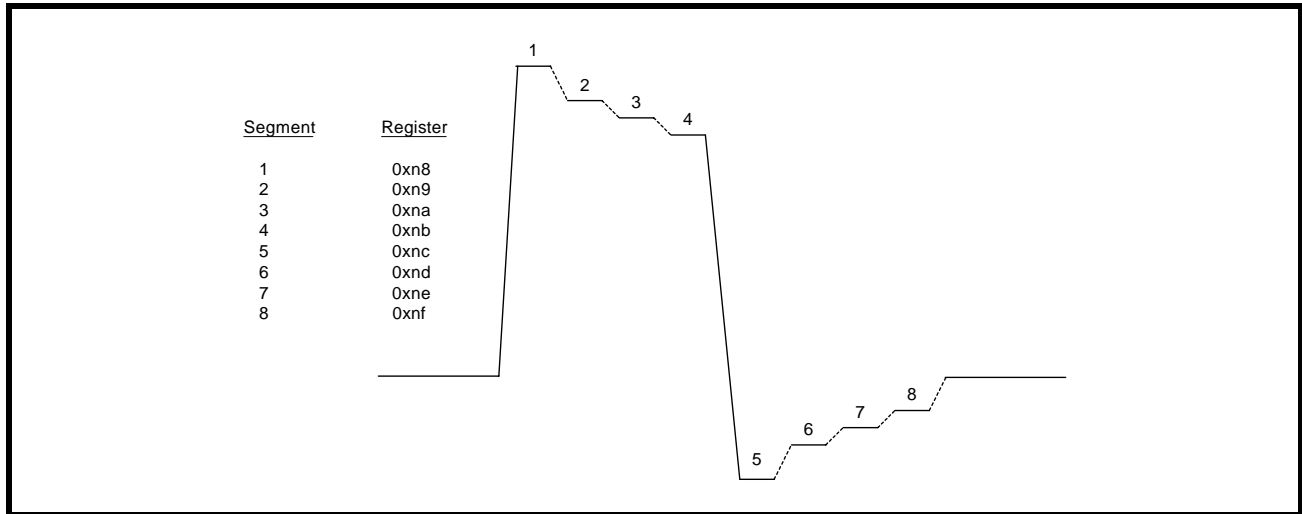 Segment Register
1 0xn8
2 0xn9
3 0xna
4 0xnb
5 0xnc
6 0xnd
7 0xne
8 0xnf
1
2
3
4
5
6
7
8